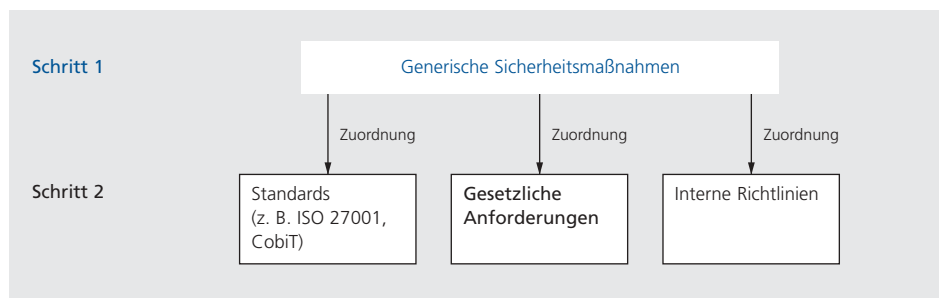 Schritt 1
Generische Sicherheitsmaßnahmen
Zuordnung
Zuordnung
Zuordnung
Schritt 2
Standards
(z. B. ISO 27001,
CobiT)
Gesetzliche
Anforderungen
Interne Richtlinien